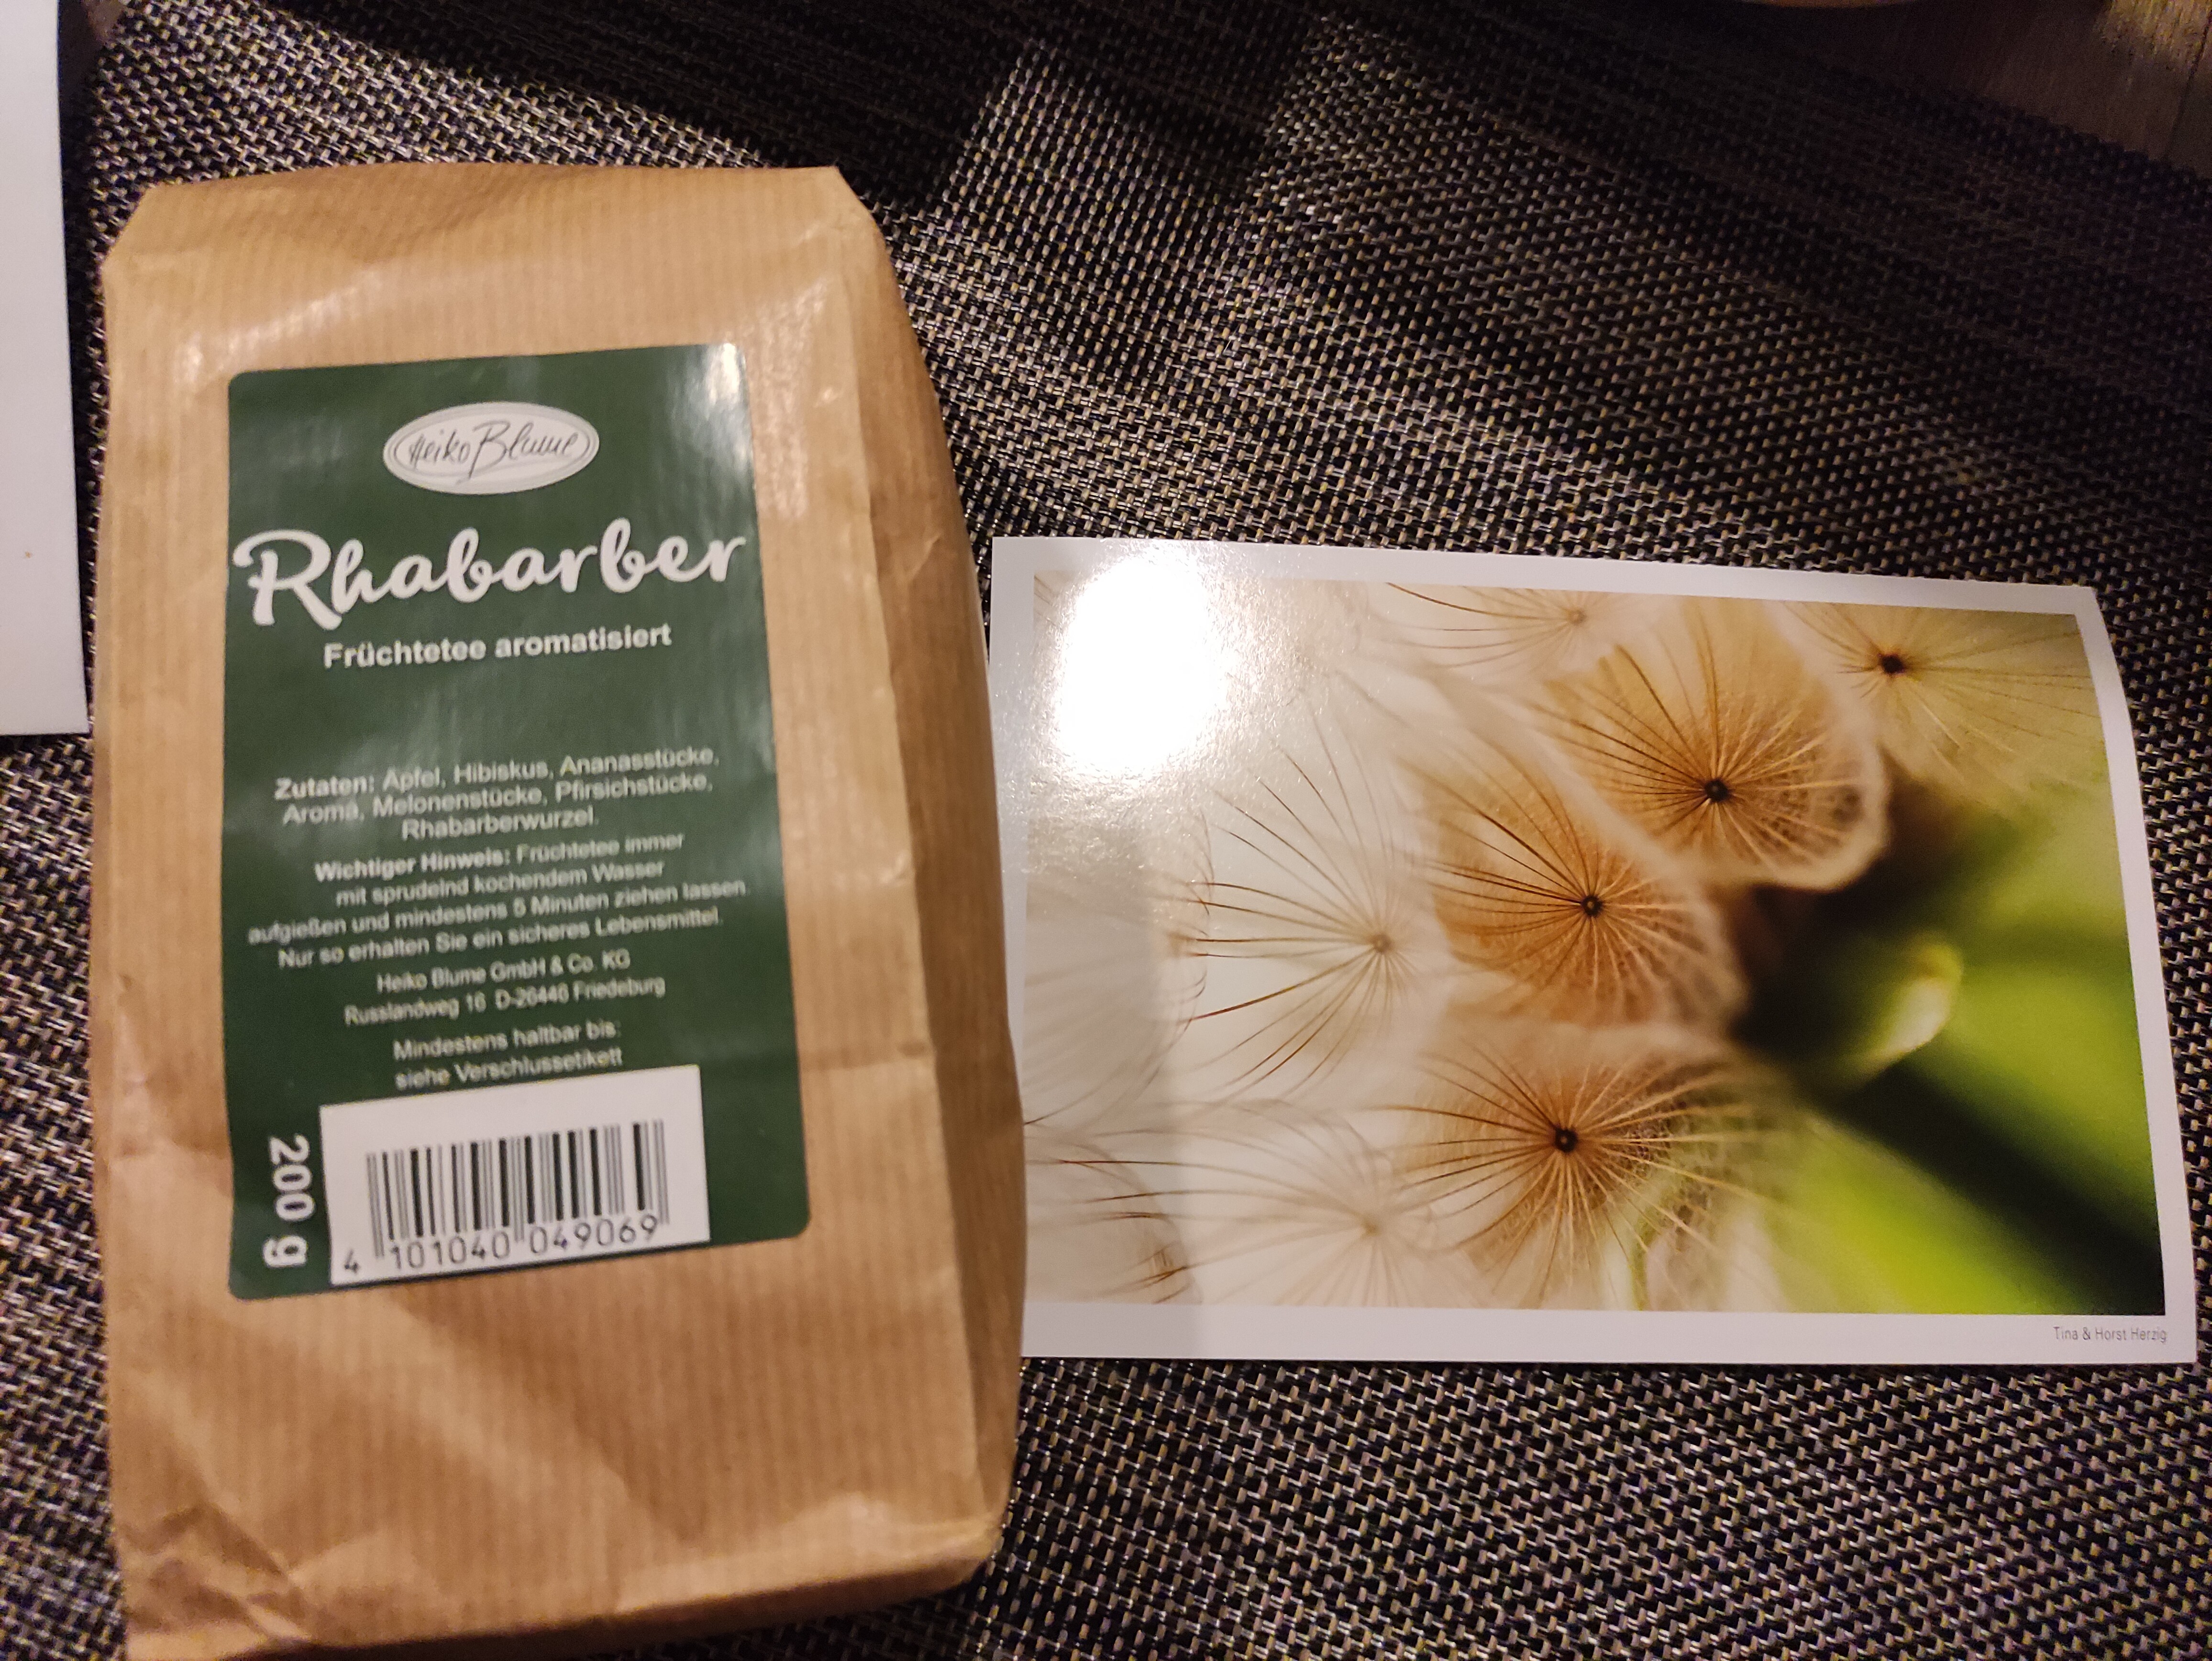 Heiko Blume
Rhabarber
Früchtetee aromatisiert
Zutaten: Apfel, Hibiskus, Ananasstücke,
Aroma, Melonenstücke, Pfirsichstücke,
Rhabarberwurzel.
Wichtiger Hinweis: Früchtetee immer
mit sprudelnd kochendem Wasser
aufgießen und mindestens 5 Minuten ziehen lassen.
Nur so erhalten Sie ein sicheres Lebensmittel.
Heiko Blume GmbH & Co. KG
Russlandweg 16 D-26446 Friedeburg
Mindestens haltbar bis:
siehe Verschlussetikett
200 g
4 101040 049069
Tina & Horst Herzig